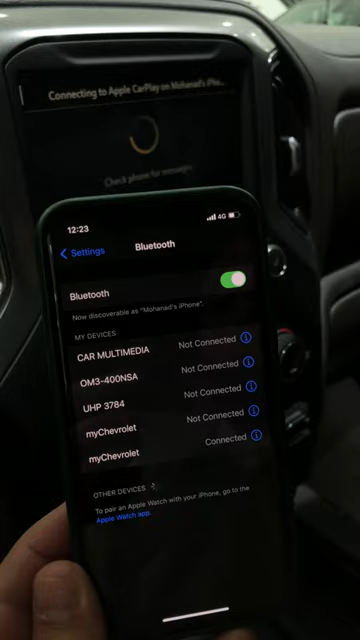 Connecting to Apple CarPlay on Mohanad's iPho...
Check phone for messages
12:23
4G
Settings
Bluetooth
Bluetooth
Now discoverable as "Mohanad's iPhone".
MY DEVICES
CAR MULTIMEDIA Not Connected
OM3-400NSA Not Connected
UHP 3784 Not Connected
myChevrolet Not Connected
myChevrolet Connected
OTHER DEVICES
To pair an Apple Watch with your iPhone, go to the
Apple Watch app.